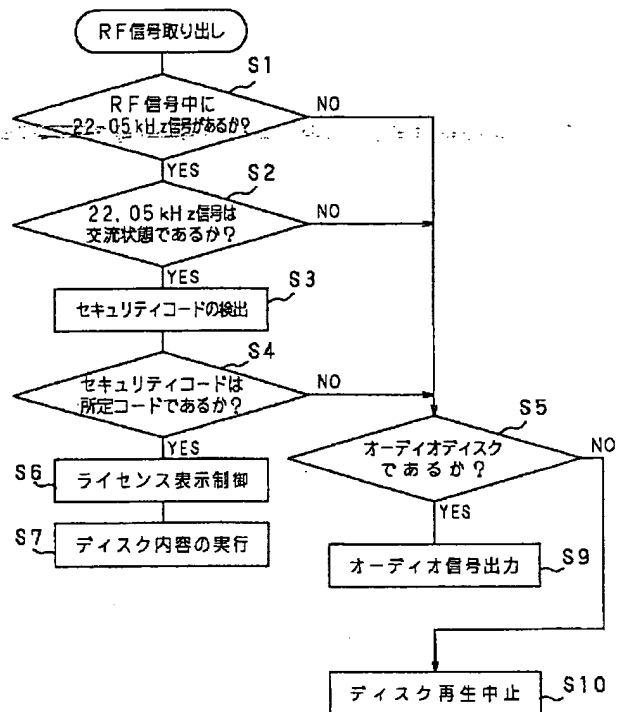 RF信号取り出し
S1
RF信号中に
22.05kHz信号があるか?
NO
YES
S2
22.05kHz信号は
交流状態であるか?
NO
YES
S3
セキュリティコードの検出
S4
セキュリティコードは
所定コードであるか?
NO
YES
S5
オーディオディスク
であるか?
NO
YES
S6
ライセンス表示制御
S7
ディスク内容の実行
オーディオ信号出力
S9
ディスク再生中止
S10